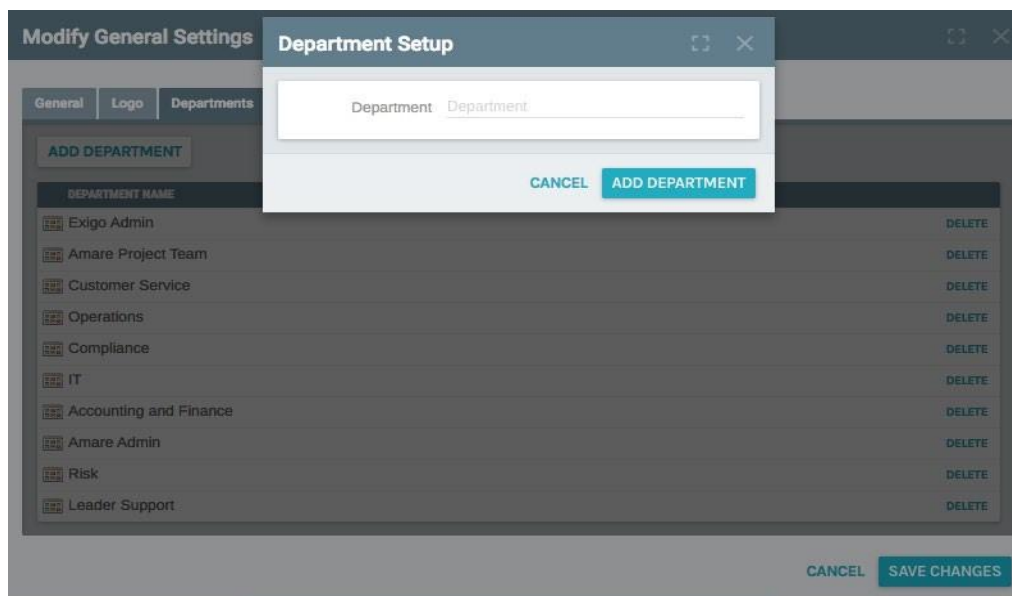 Modify General Settings
Department Setup
Department Department
CANCEL ADD DEPARTMENT
General Logo Departments
ADD DEPARTMENT
DEPARTMENT NAME
Exigo Admin DELETE
Amare Project Team DELETE
Customer Service DELETE
Operations DELETE
Compliance DELETE
IT DELETE
Accounting and Finance DELETE
Amare Admin DELETE
Risk DELETE
Leader Support DELETE
CANCEL SAVE CHANGES